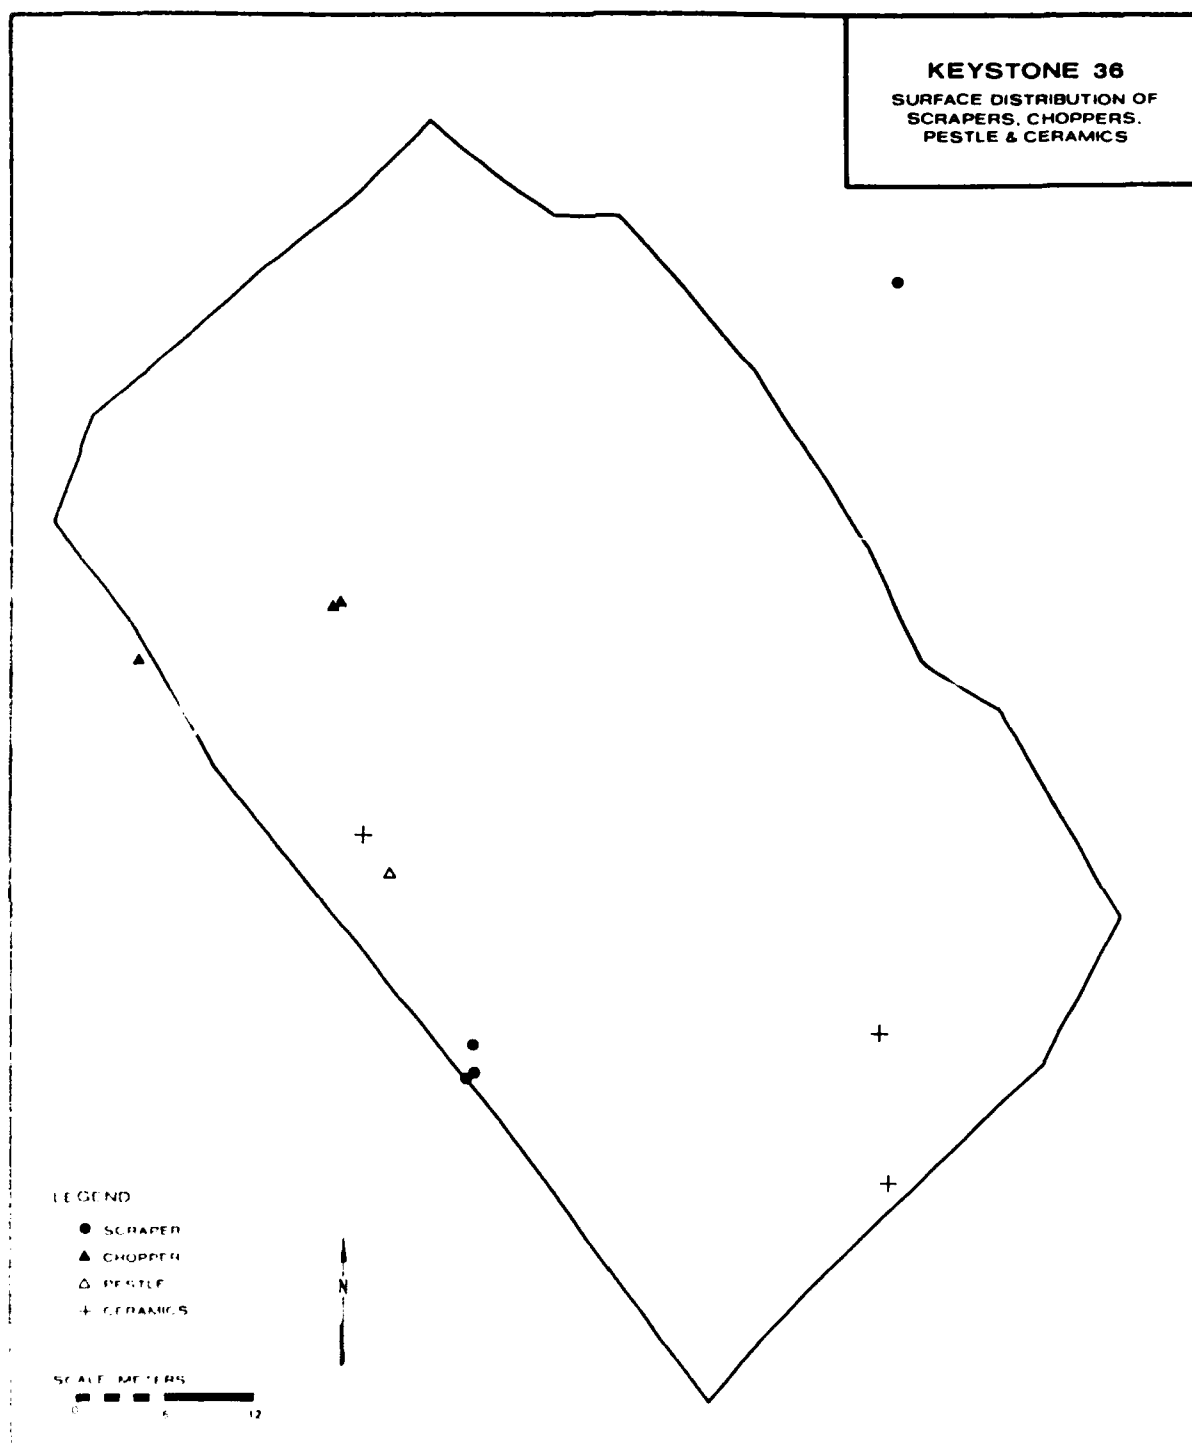 KEYSTONE 36
SURFACE DISTRIBUTION OF
SCRAPERS, CHOPPERS,
PESTLE & CERAMICS
LEGEND
SCRAPER
CHOPPER
PESTLE
CERAMICS
N
SCALE METERS
0 6 12